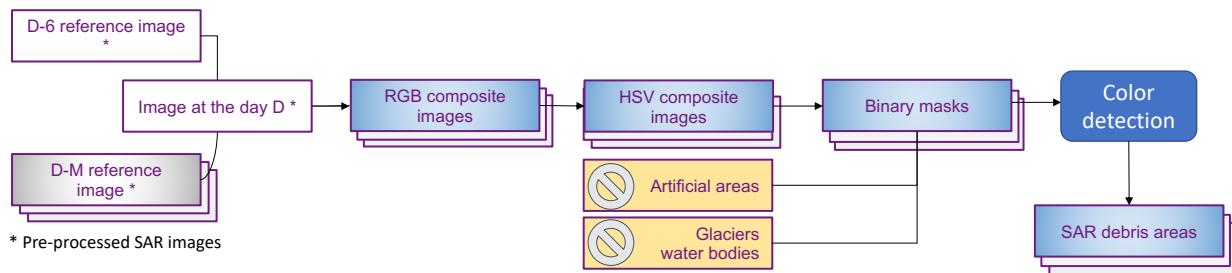 D-6 reference image
*
Image at the day D *
D-M reference
image *
* Pre-processed SAR images
RGB composite
images
HSV composite
images
Binary masks
Color
detection
Artificial areas
Glaciers
water bodies
SAR debris areas